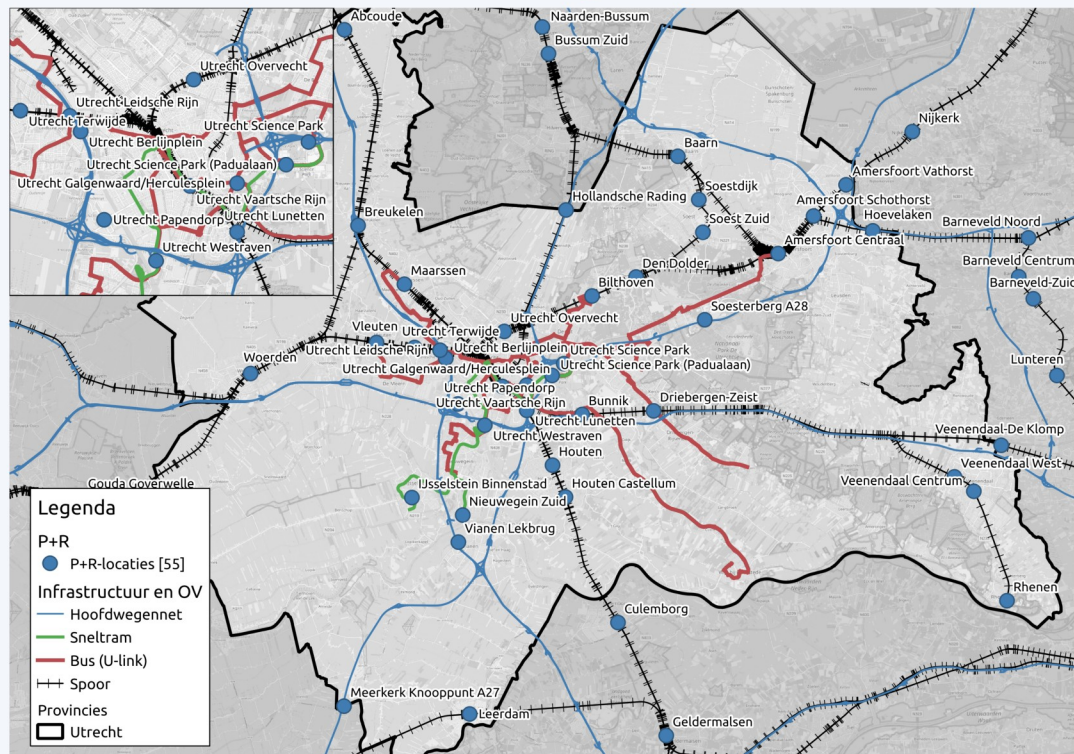 Abcoude
Naarden-Bussum
Bussum Zuid
Utrecht Overvecht
Utrecht Leidsche Rijn
Utrecht Terwijde
Utrecht Science Park
Utrecht Berlijnplein
Utrecht Science Park (Padualaan)
Utrecht Galgenwaard/Herculesplein
Utrecht Vaartsche Rijn
Utrecht Papendorp
Utrecht Lunetten
Utrecht Westraven
Nijkerk
Baarn
Amersfoort Vathorst
Soestdijk
Hollandsche Rading
Amersfoort Schothorst
Breukelen
Hoevelaken
Soest Zuid
Barneveld Noord
Amersfoort Centraal
Barneveld Centrum
Maarssen
Den Dolder
Bilthoven
Barneveld-Zuid
Soesterberg A28
Utrecht Overvecht
Vleuten
Utrecht Terwijde
Utrecht Leidsche Rijn
Utrecht Berlijnplein
Utrecht Science Park
Woerden
Lunteren
Utrecht Galgenwaard/Herculesplein
Utrecht Science Park (Padualaan)
Utrecht Papendorp
Utrecht Vaartsche Rijn
Bunnik
Driebergen-Zeist
Utrecht Lunetten
Utrecht Westraven
Veenendaal-De Klomp
Houten
Veenendaal West
Gouda Goverwelle
IJsselstein Binnenstad
Houten Castellum
Veenendaal Centrum
Nieuwegein Zuid
Vianen Lekbrug
Rhenen
Culemborg
Meerkerk Knooppunt A27
Leerdam
Geldermalsen
Legenda
P+R
P+R-locaties [55]
Infrastructuur en OV
Hoofdwegennet
Sneltram
Bus (U-link)
Spoor
Provincies
Utrecht